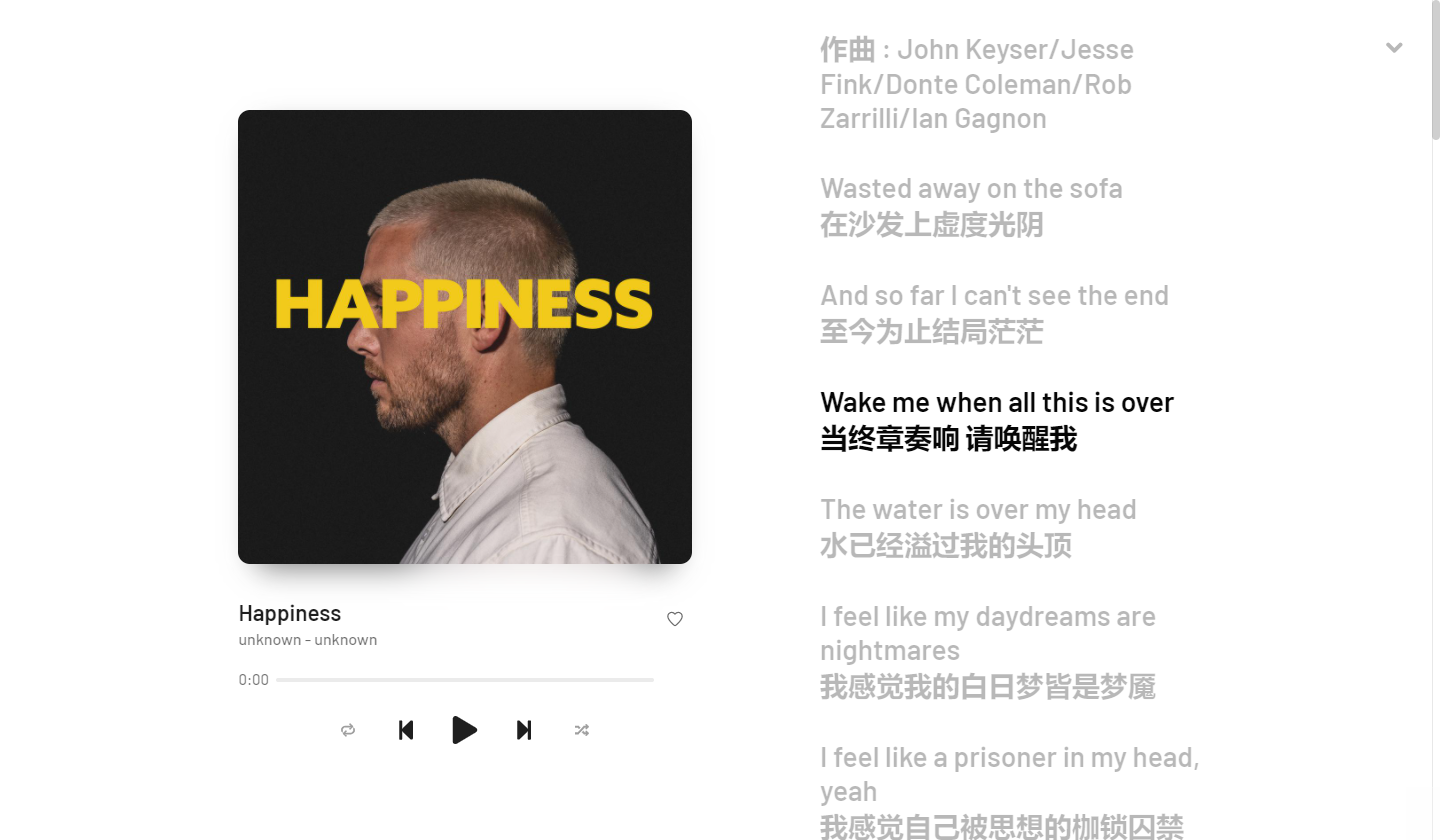 HAPPINESS
Happiness
unknown - unknown
0:00
作曲 : John Keyser/Jesse
Fink/Donte Coleman/Rob
Zarrilli/Ian Gagnon
Wasted away on the sofa
在沙发上虚度光阴
And so far I can't see the end
至今为止结局茫茫
Wake me when all this is over
当终章奏响 请唤醒我
The water is over my head
水已经溢过我的头顶
I feel like my daydreams are
nightmares
我感觉我的白日梦皆是梦魇
I feel like a prisoner in my head,
yeah
我感觉自己被思想的枷锁囚禁